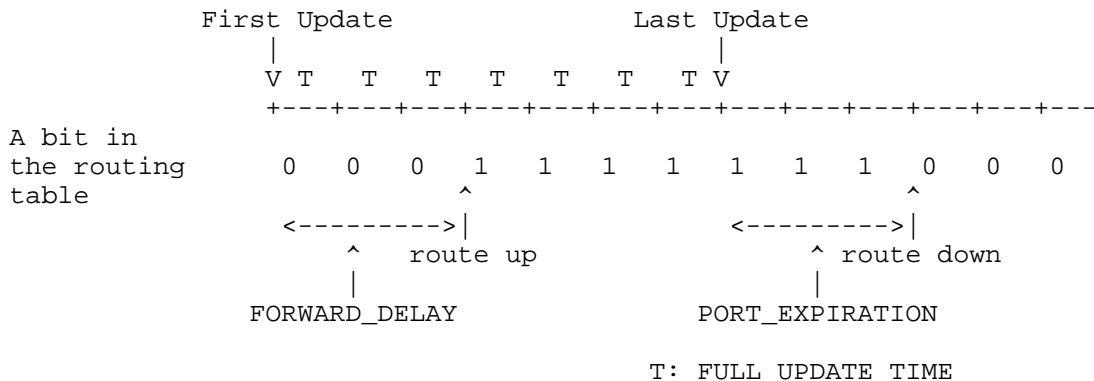 First Update Last Update
| |
V T T T T T T T V
+---+---+---+---+---+---+---+---+---+---+---+---+---
A bit in
the routing 0 0 0 1 1 1 1 1 1 1 0 0 0
table ^ ^
<--------->| <--------->|
^ route up ^ route down
| |
FORWARD_DELAY PORT_EXPIRATION
T: FULL UPDATE TIME